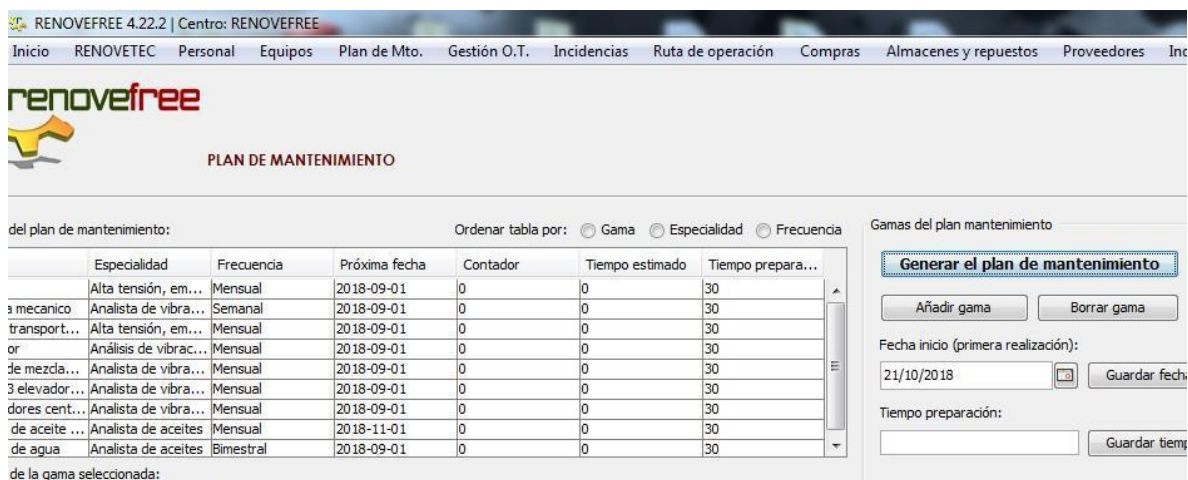 RENOVEFREE 4.22.2 | Centro: RENOVEFREE
Inicio RENOVETEC Personal Equipos Plan de Mto. Gestión O.T. Incidencias Ruta de operación Compras Almacenes y repuestos Proveedores Inc
renovefree
PLAN DE MANTENIMIENTO
del plan de mantenimiento: Ordenar tabla por: Gama Especialidad Frecuencia
Especialidad Frecuencia Próxima fecha Contador Tiempo estimado Tiempo prepara...
Alta tensión, em... Mensual 2018-09-01 0 0 30
a mecanico Analista de vibra... Semanal 2018-09-01 0 0 30
transport... Alta tensión, em... Mensual 2018-09-01 0 0 30
or Análisis de vibrac... Mensual 2018-09-01 0 0 30
de mezcla... Analista de vibra... Mensual 2018-09-01 0 0 30
3 elevador... Analista de vibra... Mensual 2018-09-01 0 0 30
dores cent... Analista de vibra... Mensual 2018-09-01 0 0 30
de aceite ... Analista de aceites Mensual 2018-11-01 0 0 30
de agua Analista de aceites Bimestral 2018-09-01 0 0 30
de la gama seleccionada:
Gamas del plan mantenimiento
Generar el plan de mantenimiento
Añadir gama Borrar gama
Fecha inicio (primera realización):
21/10/2018 Guardar fecha
Tiempo preparación:
Guardar tiemp